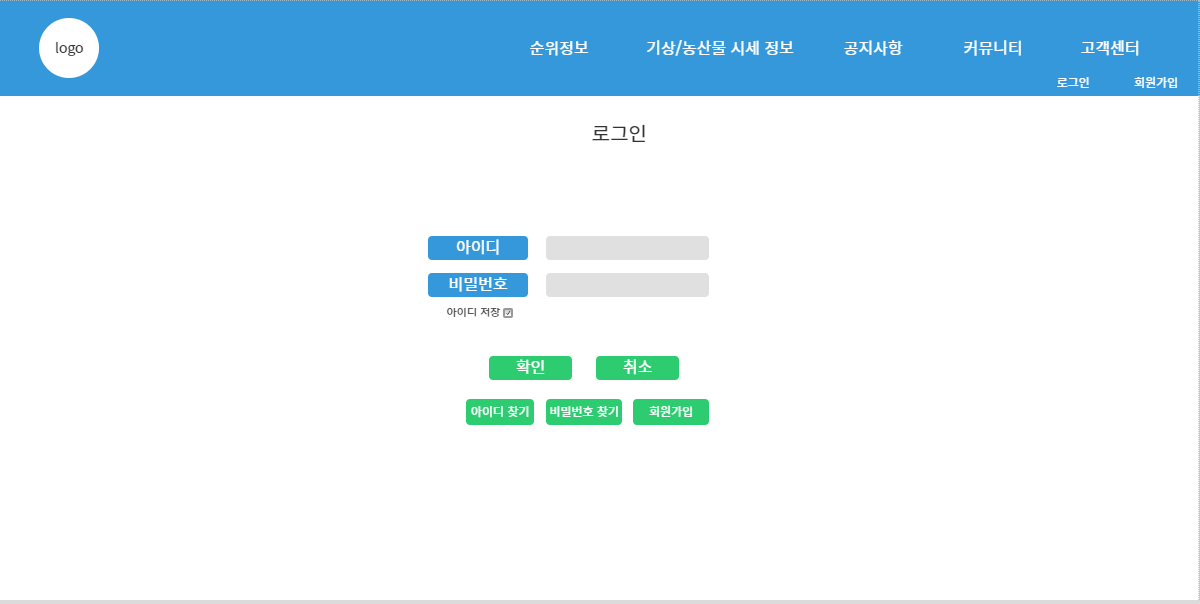 logo
순위정보 기상/농산물 시세 정보 공지사항 커뮤니티 고객센터
로그인 회원가입
로그인
아이디
비밀번호
아이디 저장
확인 취소
아이디 찾기 비밀번호 찾기 회원가입